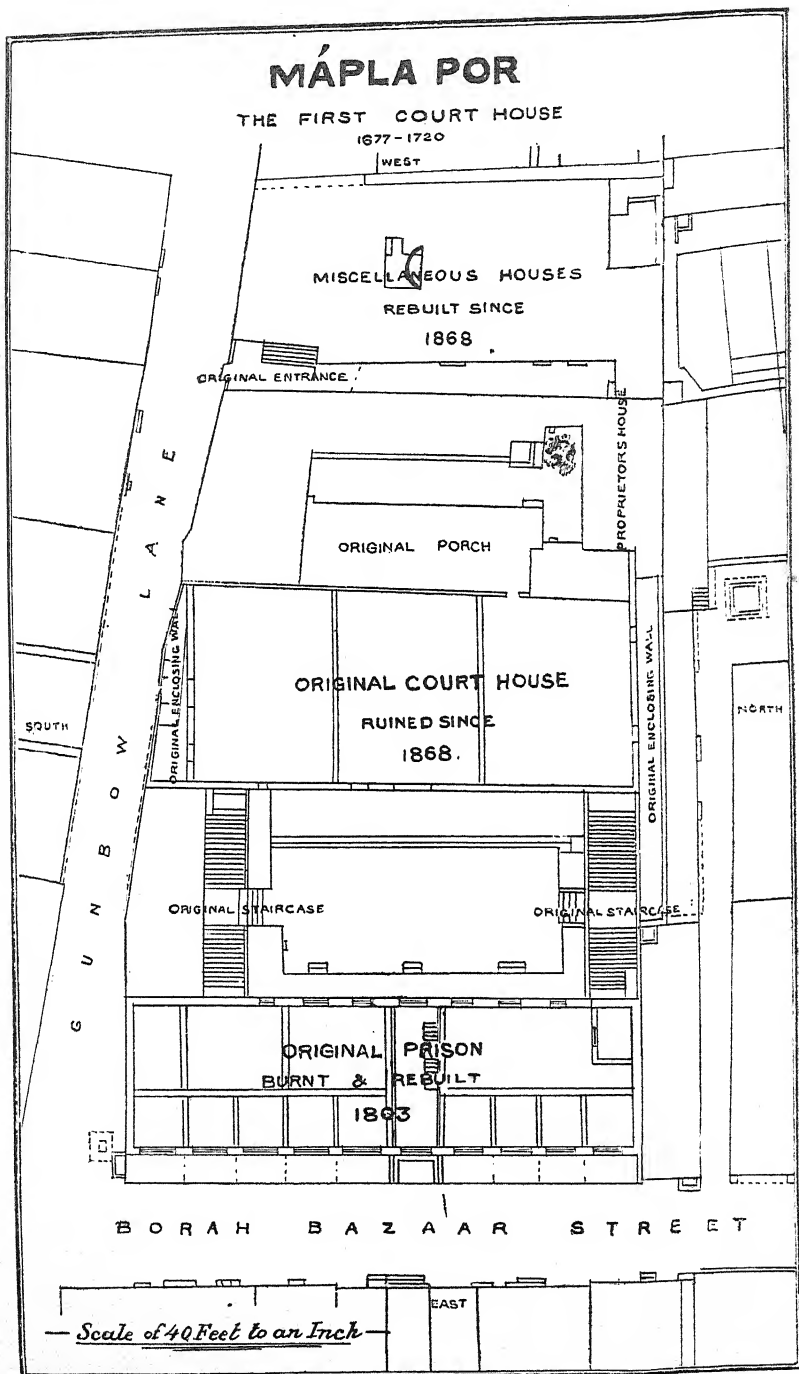 MÁPLA POR
THE FIRST COURT HOUSE
1677-1720
WEST
MISCELLANEOUS HOUSES
REBUILT SINCE
1868
ORIGINAL ENTRANCE
PROPRIETORS HOUSE
ORIGINAL PORCH
GUNBOW LANE
ORIGINAL ENCLOSING WALL
ORIGINAL COURT HOUSE
RUINED SINCE
1868.
ORIGINAL ENCLOSING WALL
SOUTH
NORTH
ORIGINAL STAIRCASE
ORIGINAL STAIRCASE
ORIGINAL PRISON
BURNT & REBUILT
1803
BORAH BAZAAR STREET
EAST
Scale of 40 Feet to an Inch